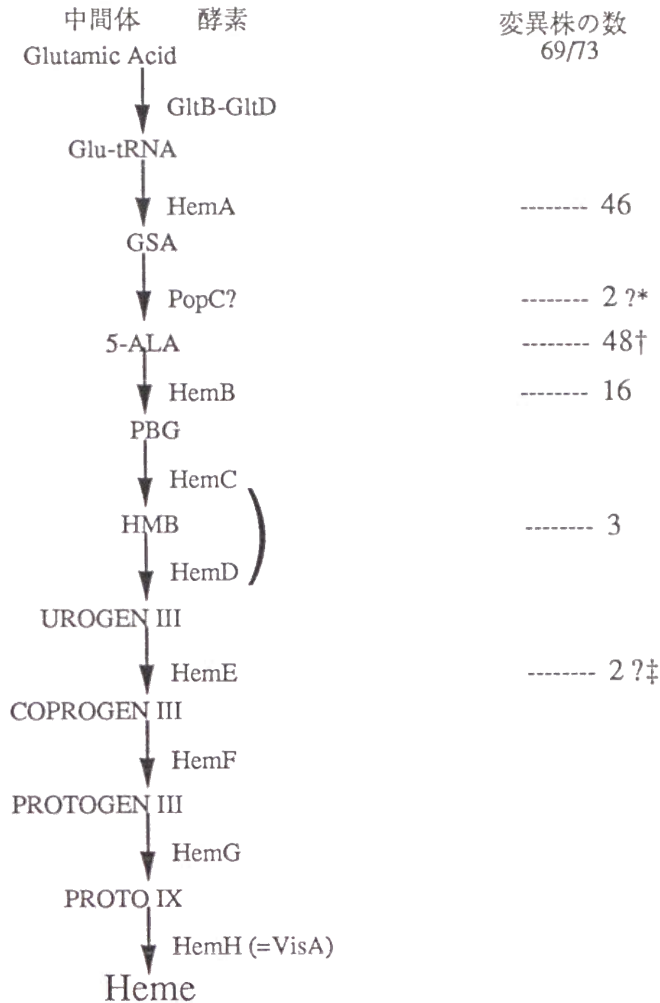 中間体 酵素 変異株の数
Glutamic Acid 69/73
GltB-GltD
Glu-tRNA
HemA -------- 46
GSA
PopC? -------- 2 ?*
5-ALA -------- 48†
HemB -------- 16
PBG
HemC
HMB -------- 3
HemD
UROGEN III
HemE -------- 2 ?‡
COPROGEN III
HemF
PROTOGEN III
HemG
PROTO IX
HemH (=VisA)
Heme